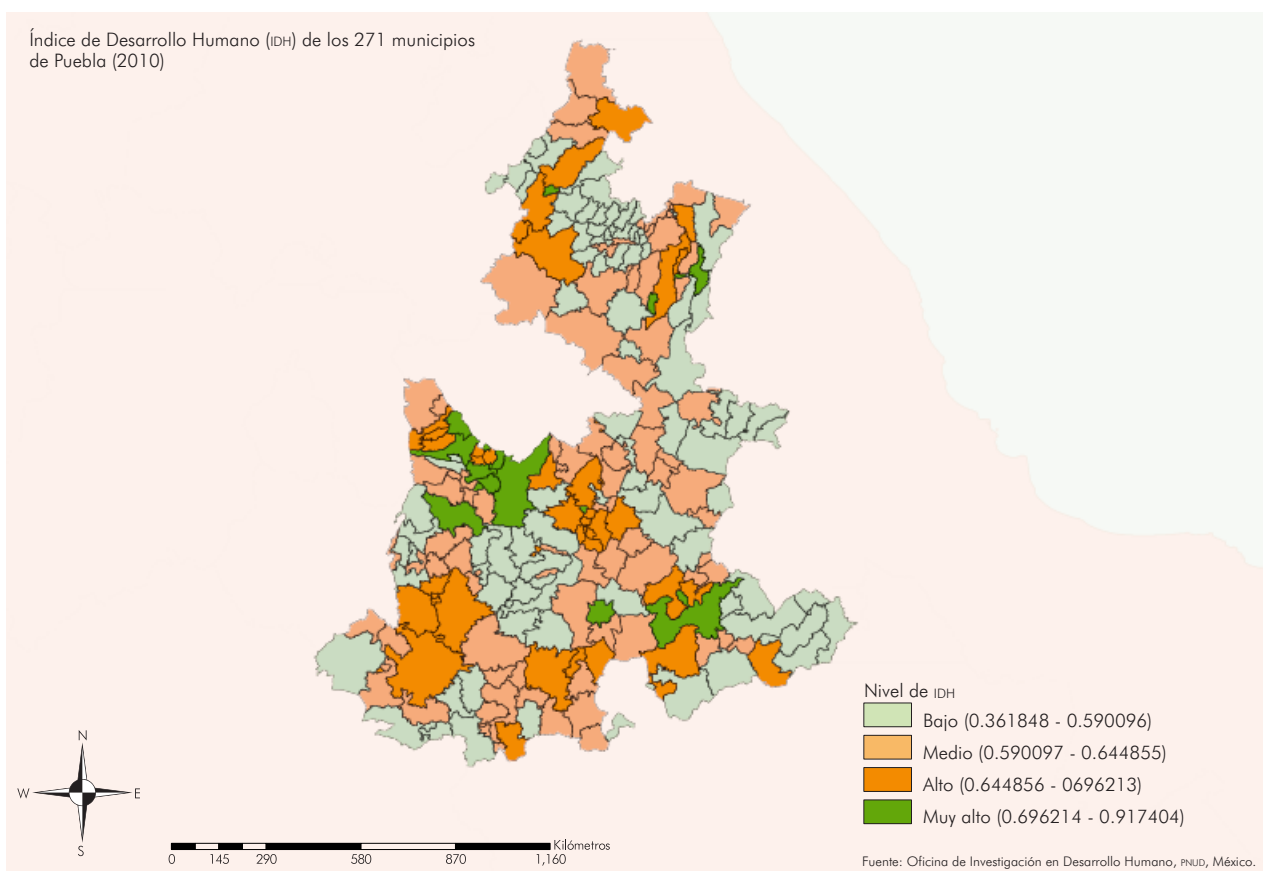 Índice de Desarrollo Humano (IDH) de los 271 municipios
de Puebla (2010)
Nivel de IDH
Bajo (0.361848 - 0.590096)
Medio (0.590097 - 0.644855)
Alto (0.644856 - 0696213)
Muy alto (0.696214 - 0.917404)
N
W
E
S
Kilómetros
0 145 290 580 870 1,160
Fuente: Oficina de Investigación en Desarrollo Humano, PNUD, México.